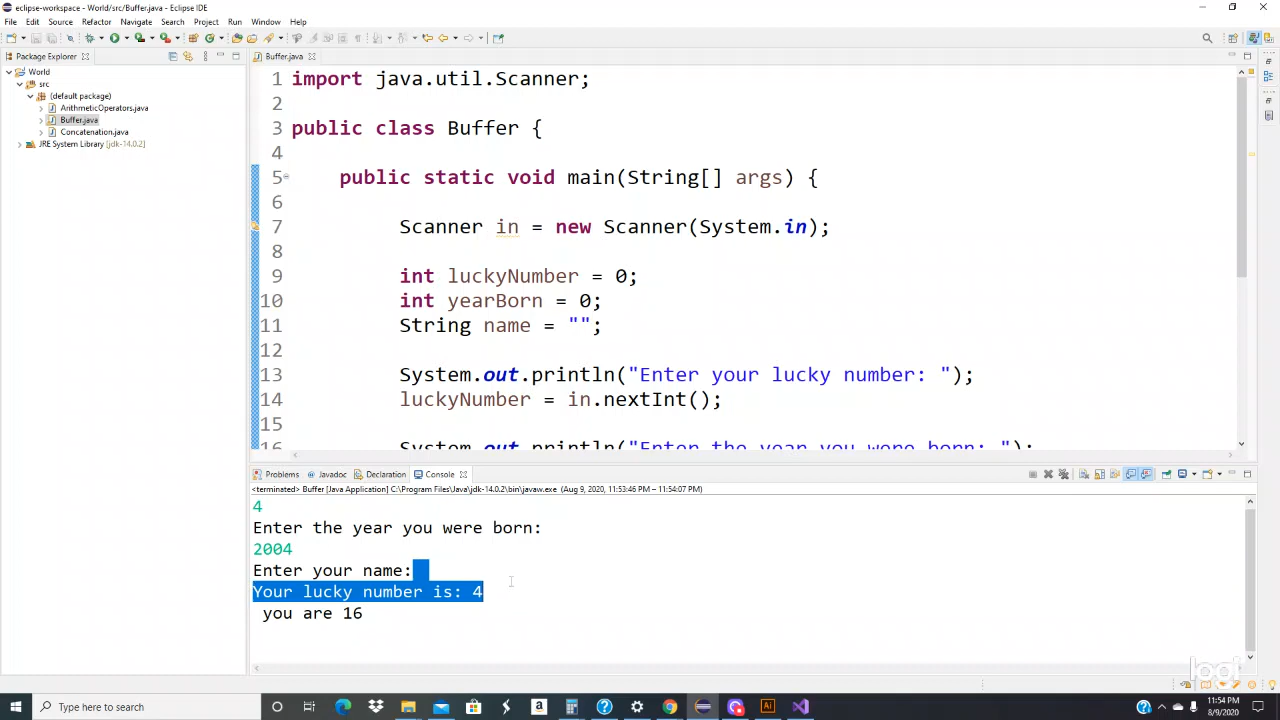 eclipse-workspace - World/src/Buffer.java - Eclipse IDE
File Edit Source Refactor Navigate Search Project Run Window Help
Package Explorer
World
src
(default package)
ArithmeticOperators.java
Buffer.java
Concatenation.java
JRE System Library [jdk-14.0.2]
Buffer.java
1 import java.util.Scanner;
2
3 public class Buffer {
4
5 public static void main(String[] args) {
6
7 Scanner in = new Scanner(System.in);
8
9 int luckyNumber = 0;
10 int yearBorn = 0;
11 String name = "";
12
13 System.out.println("Enter your lucky number: ");
14 luckyNumber = in.nextInt();
15
16 System.out.println("Enter the year you were born: ");
Problems Javadoc Declaration Console
<terminated> Buffer [Java Application] C:\Program Files\Java\jdk-14.0.2\bin\javaw.exe (Aug 9, 2020, 11:53:46 PM – 11:54:07 PM)
4
Enter the year you were born:
2004
Enter your name:
Your lucky number is: 4
you are 16
logi
Type here to search
11:54 PM
8/9/2020